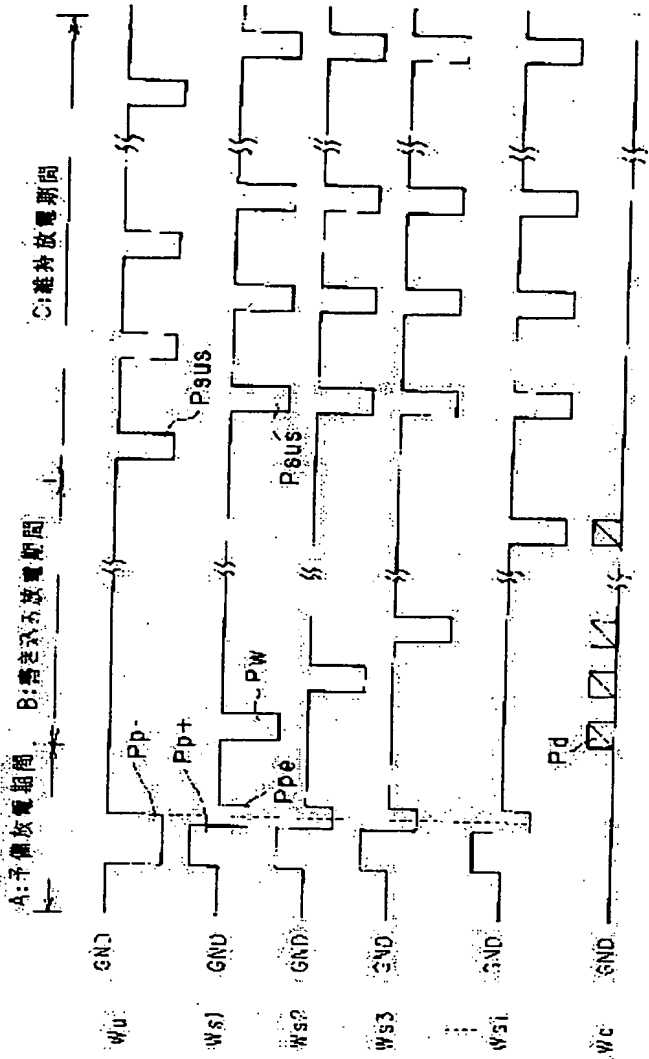 A:予備放電期間
B:書き込み放電期間
C:維持放電期間
Wu GND
Pp-
Pp+
Psus
Ws1 GND
Ppe
Pw
Psus
Ws2 GND
Ws3 GND
Wsi GND
Pd
Wc GND